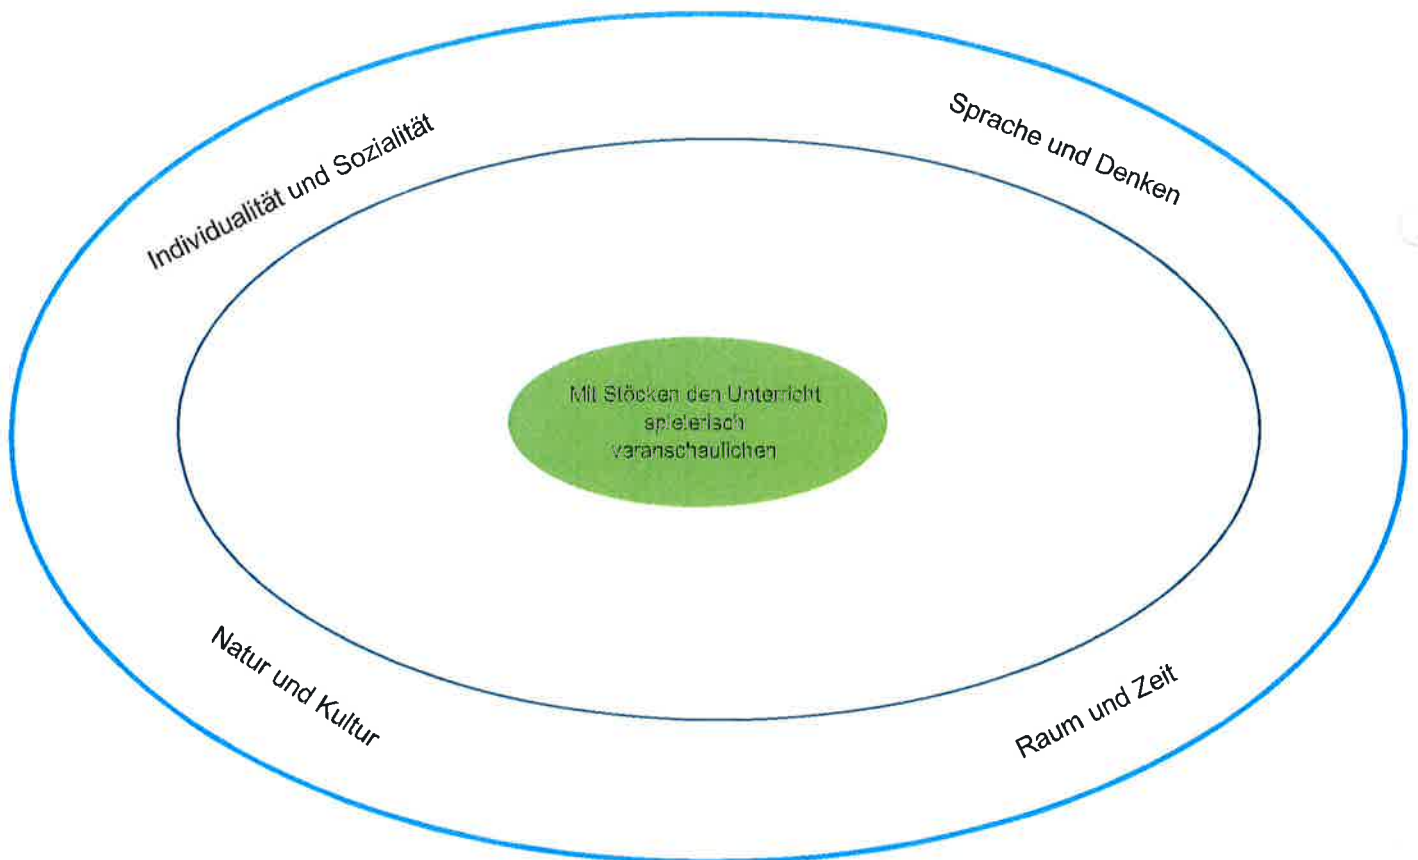 Individualität und Sozialität
Sprache und Denken
Mit Stöcken den Unterricht
spielerisch
veranschaulichen
Natur und Kultur
Raum und Zeit